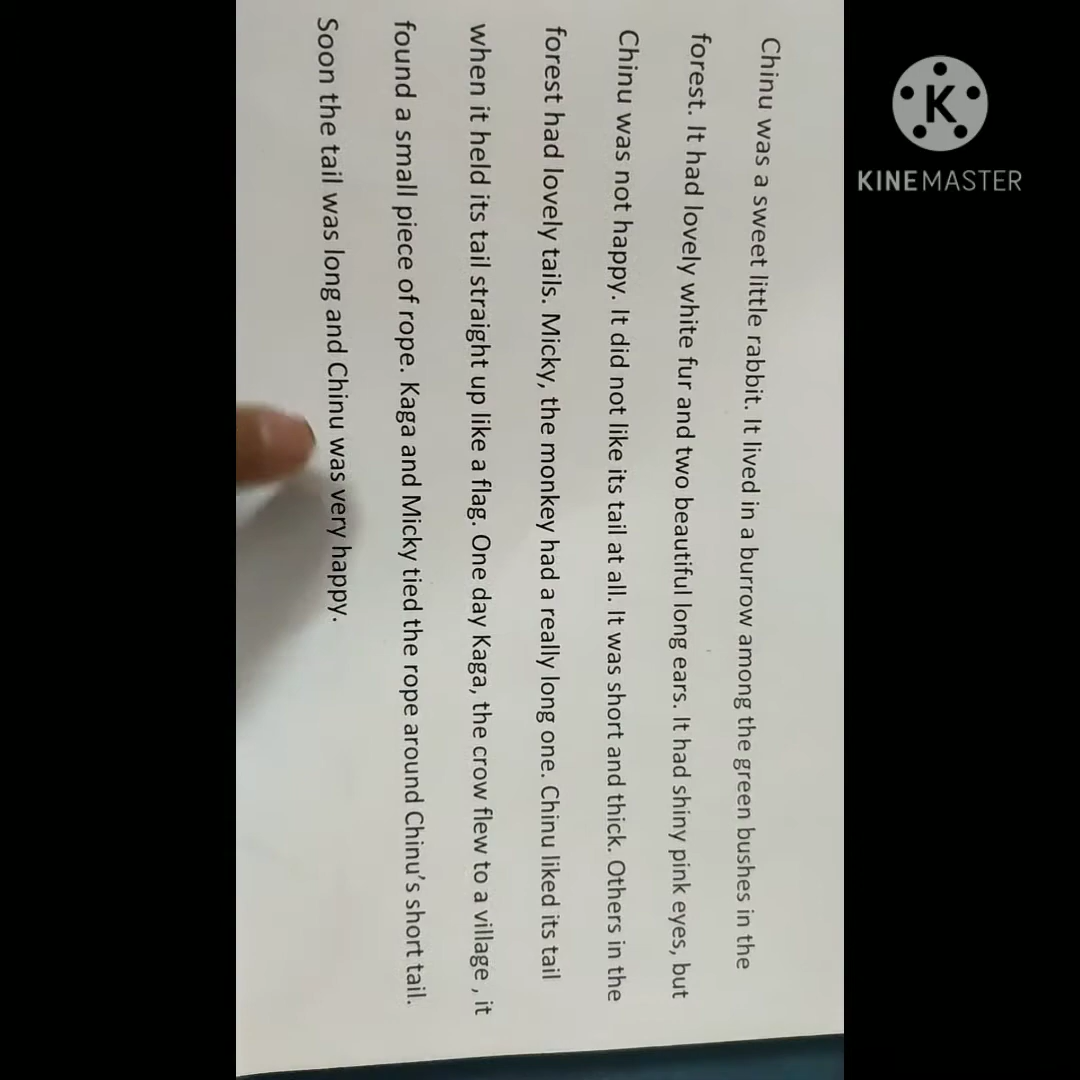 Chinu was a sweet little rabbit. It lived in a burrow among the green bushes in the
forest. It had lovely white fur and two beautiful long ears. It had shiny pink eyes, but
Chinu was not happy. It did not like its tail at all. It was short and thick. Others in the
forest had lovely tails. Micky, the monkey had a really long one. Chinu liked its tail
when it held its tail straight up like a flag. One day Kaga, the crow flew to a village , it
found a small piece of rope. Kaga and Micky tied the rope around Chinu's short tail.
Soon the tail was long and Chinu was very happy.
K
KINEMASTER